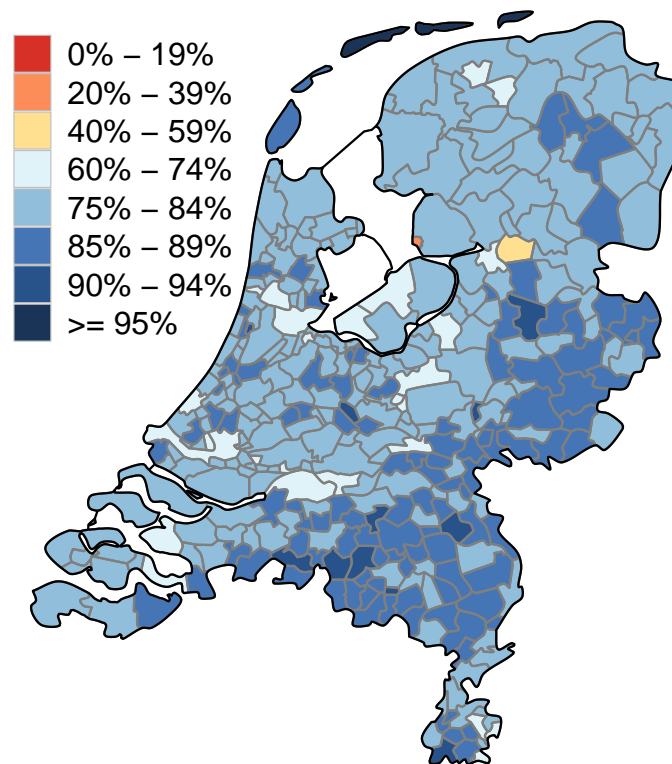 0% – 19%
20% – 39%
40% – 59%
60% – 74%
75% – 84%
85% – 89%
90% – 94%
>= 95%